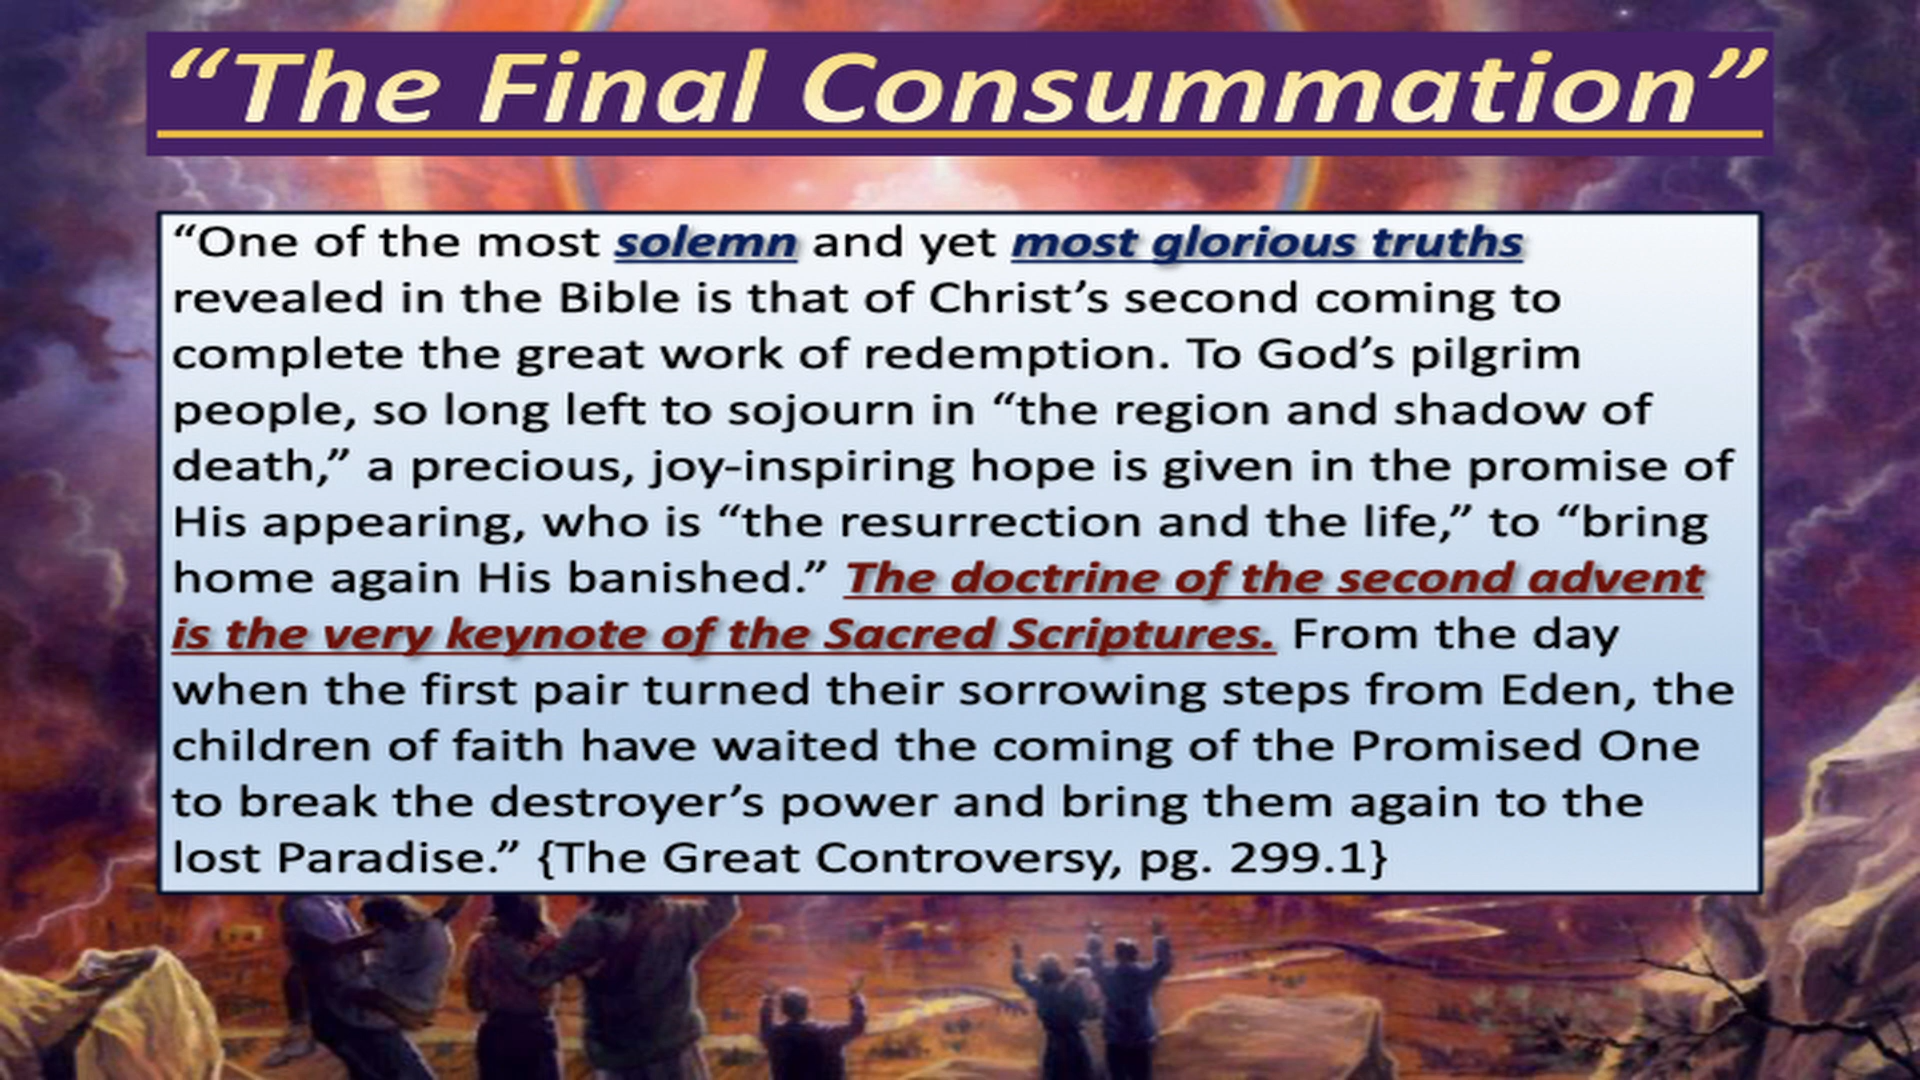 “The Final Consummation”
“One of the most solemn and yet most glorious truths
revealed in the Bible is that of Christ’s second coming to
complete the great work of redemption. To God’s pilgrim
people, so long left to sojourn in “the region and shadow of
death,” a precious, joy-inspiring hope is given in the promise of
His appearing, who is “the resurrection and the life,” to “bring
home again His banished.” The doctrine of the second advent
is the very keynote of the Sacred Scriptures. From the day
when the first pair turned their sorrowing steps from Eden, the
children of faith have waited the coming of the Promised One
to break the destroyer’s power and bring them again to the
lost Paradise.” {The Great Controversy, pg. 299.1}